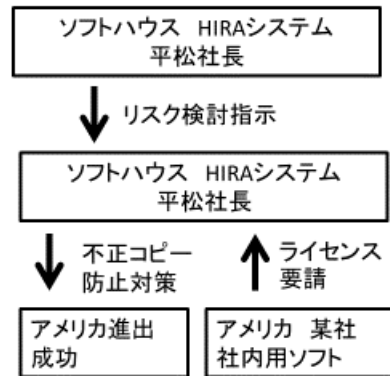 ソフトハウス　HIRAシステム
平松社長
リスク検討指示
ソフトハウス　HIRAシステム
平松社長
不正コピー
防止対策
ライセンス
要請
アメリカ進出
成功
アメリカ　某社
社内用ソフト